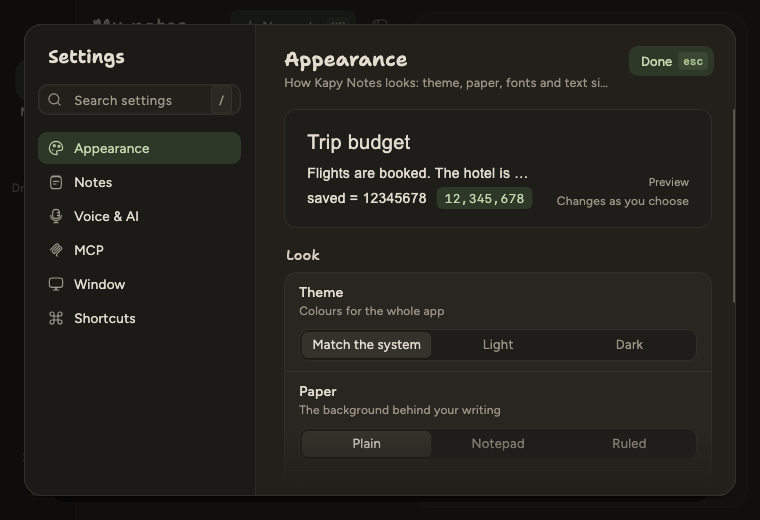 Settings
Search settings /
Appearance
Notes
Voice & AI
MCP
Window
Shortcuts
Appearance
How Kapy Notes looks: theme, paper, fonts and text si...
Done esc
Trip budget
Flights are booked. The hotel is ...
saved = 12345678 12,345,678
Preview
Changes as you choose
Look
Theme
Colours for the whole app
Match the system Light Dark
Paper
The background behind your writing
Plain Notepad Ruled